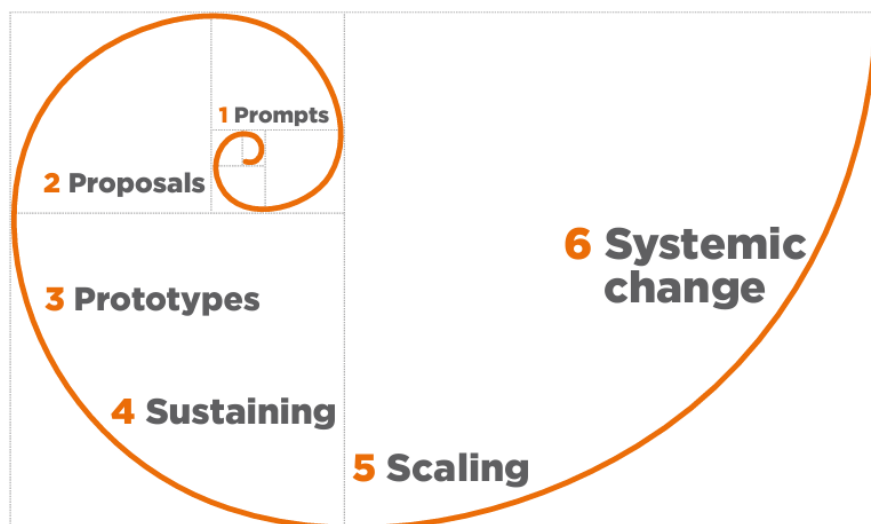 1 Prompts
2 Proposals
3 Prototypes
4 Sustaining
5 Scaling
6 Systemic
change